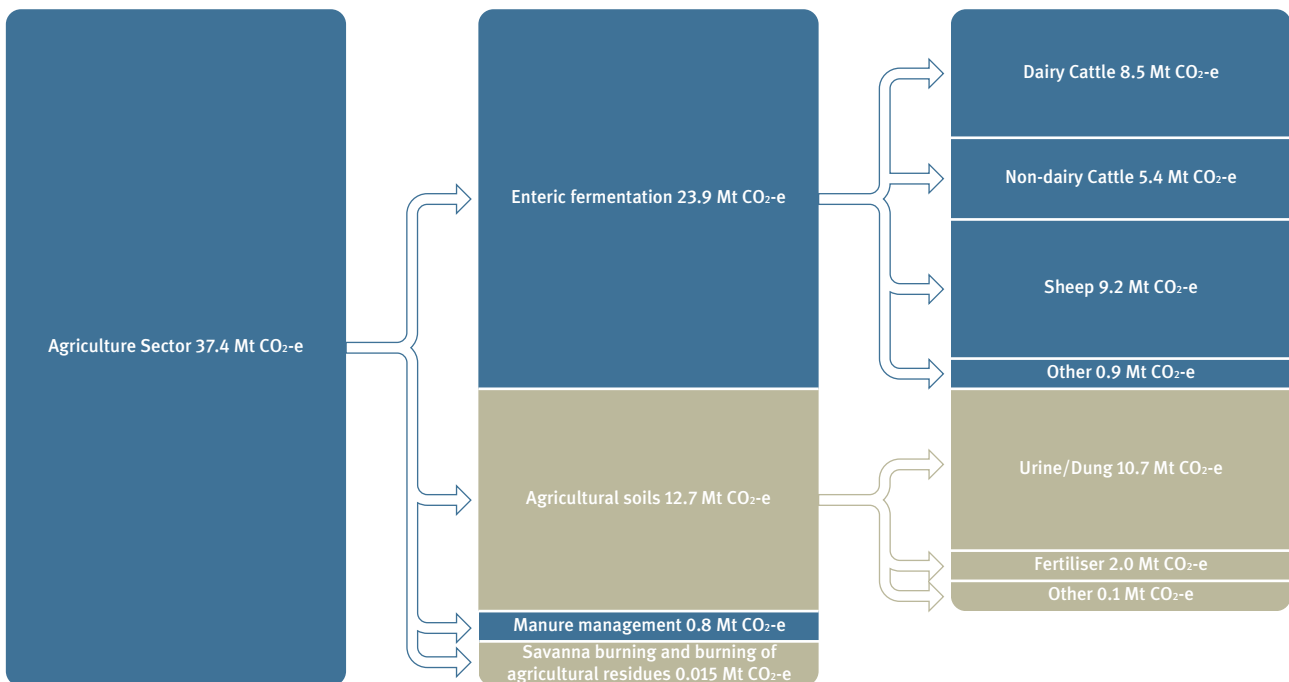 Agriculture Sector 37.4 Mt CO₂-e
Enteric fermentation 23.9 Mt CO₂-e
Agricultural soils 12.7 Mt CO₂-e
Manure management 0.8 Mt CO₂-e
Savanna burning and burning of
agricultural residues 0.015 Mt CO₂-e
Dairy Cattle 8.5 Mt CO₂-e
Non-dairy Cattle 5.4 Mt CO₂-e
Sheep 9.2 Mt CO₂-e
Other 0.9 Mt CO₂-e
Urine/Dung 10.7 Mt CO₂-e
Fertiliser 2.0 Mt CO₂-e
Other 0.1 Mt CO₂-e